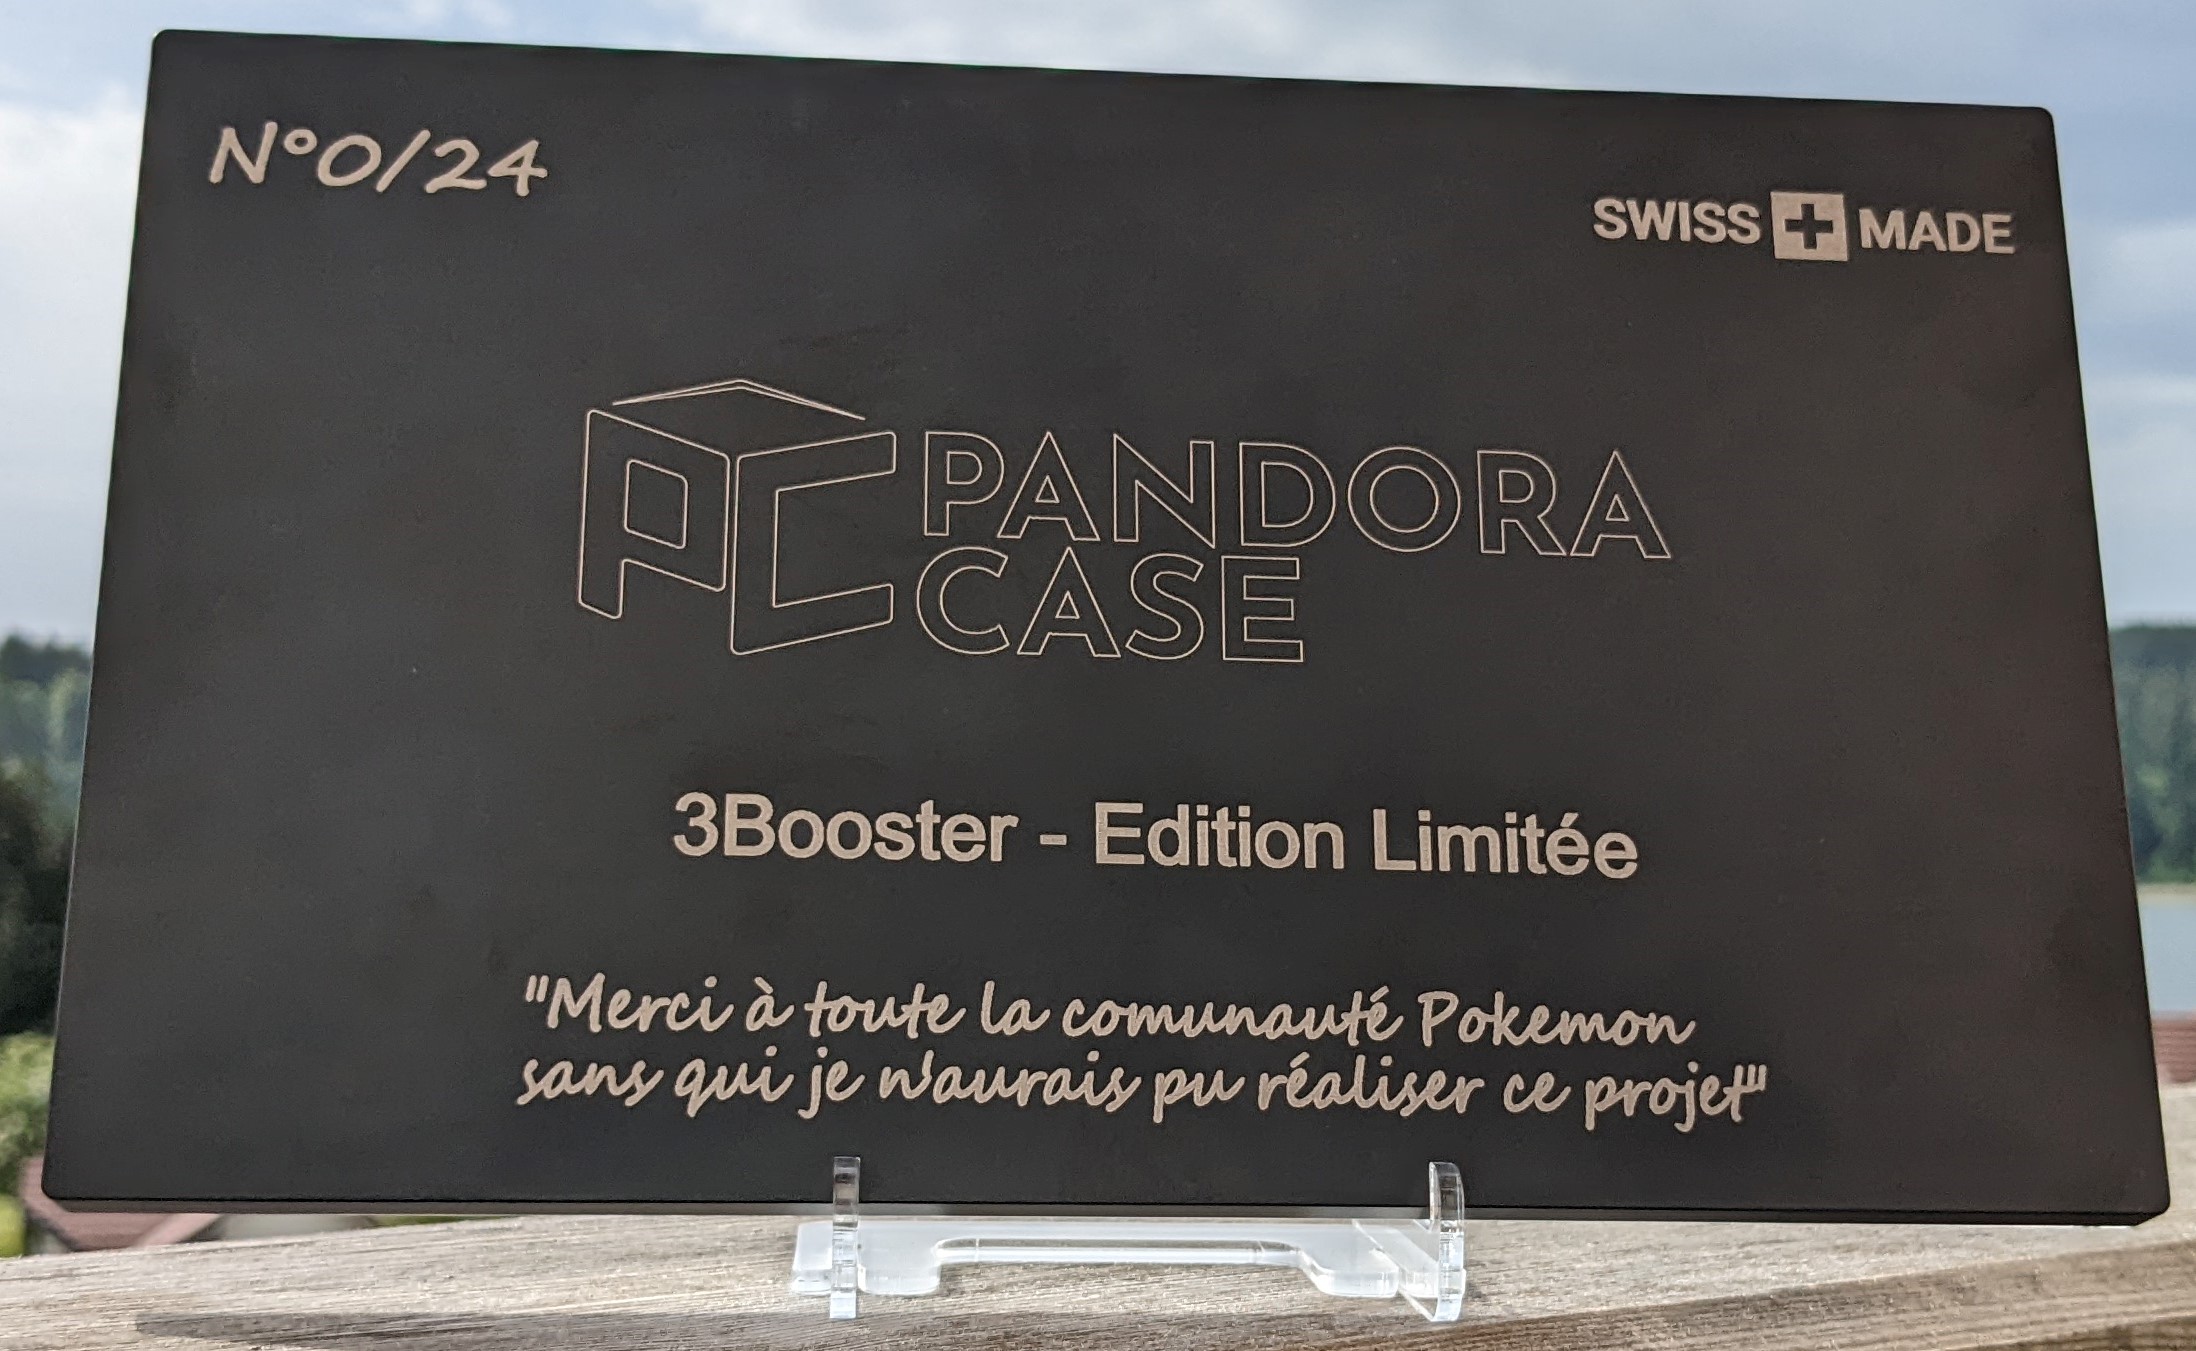 N°0/24
SWISS MADE
PC PANDORA
CASE
3Booster - Edition Limitée
"Merci à toute la comunauté Pokemon
sans qui je n'aurais pu réaliser ce projet"